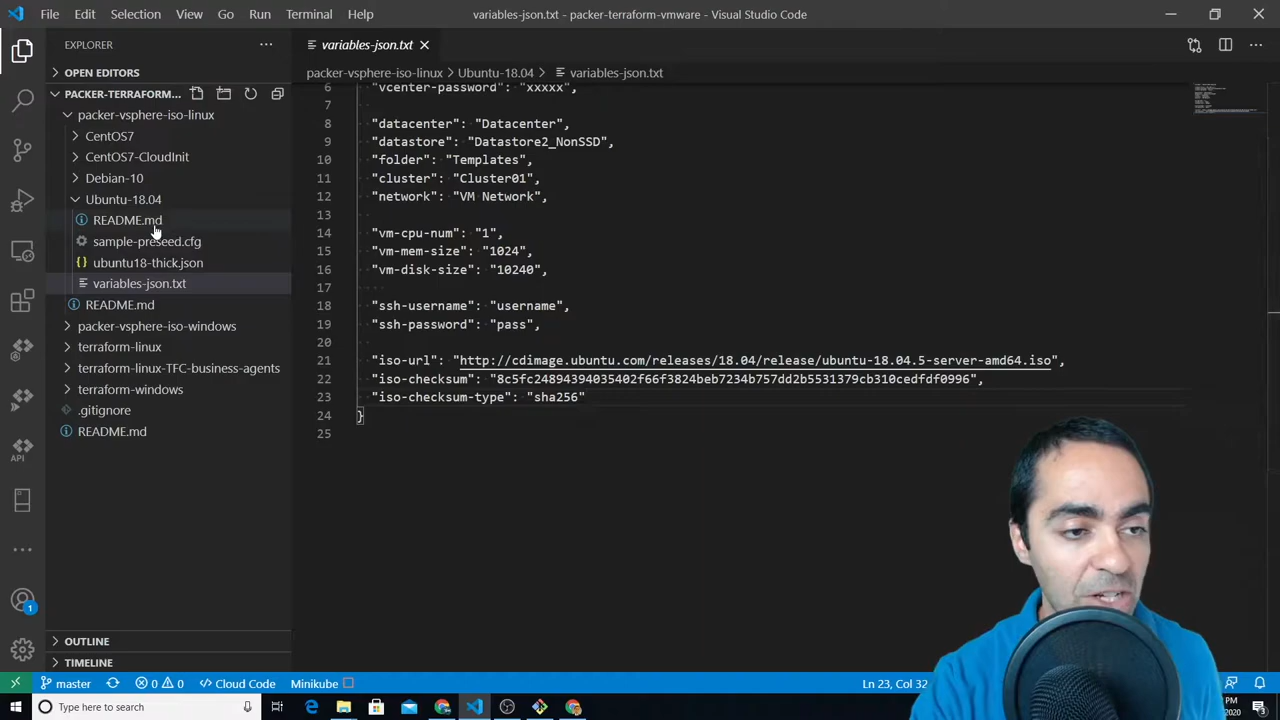 File Edit Selection View Go Run Terminal Help
variables-json.txt - packer-terraform-vmware - Visual Studio Code
EXPLORER
OPEN EDITORS
PACKER-TERRAFORM...
packer-vsphere-iso-linux
CentOS7
CentOS7-CloudInit
Debian-10
Ubuntu-18.04
README.md
sample-preseed.cfg
ubuntu18-thick.json
variables-json.txt
README.md
packer-vsphere-iso-windows
terraform-linux
terraform-linux-TFC-business-agents
terraform-windows
.gitignore
README.md
OUTLINE
TIMELINE
API
1
variables-json.txt
packer-vsphere-iso-linux > Ubuntu-18.04 > variables-json.txt
6 "vcenter-password": "xxxxx",
7
8 "datacenter": "Datacenter",
9 "datastore": "Datastore2_NonSSD",
10 "folder": "Templates",
11 "cluster": "Cluster01",
12 "network": "VM Network",
13
14 "vm-cpu-num": "1",
15 "vm-mem-size": "1024",
16 "vm-disk-size": "10240",
17
18 "ssh-username": "username",
19 "ssh-password": "pass",
20
21 "iso-url": "http://cdimage.ubuntu.com/releases/18.04/release/ubuntu-18.04.5-server-amd64.iso",
22 "iso-checksum": "8c5fc24894394035402f66f3824beb7234b757dd2b5531379cb310cedfdf0996",
23 "iso-checksum-type": "sha256"
24 }
25
master 0 0 Cloud Code Minikube
Ln 23, Col 32
Type here to search
PM
2020